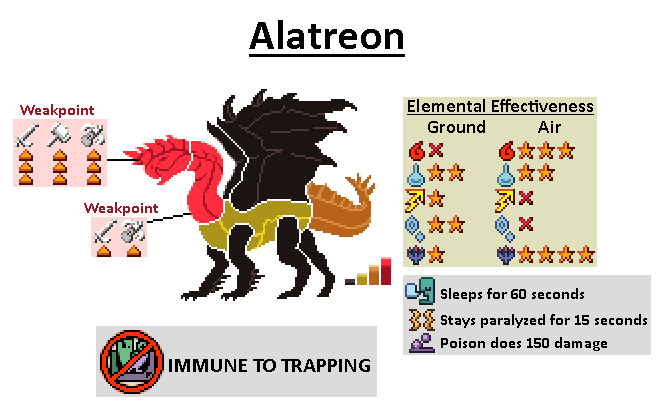 Alatreon
Weakpoint
Weakpoint
Elemental Effectiveness
Ground Air
Sleeps for 60 seconds
Stays paralyzed for 15 seconds
Poison does 150 damage
IMMUNE TO TRAPPING